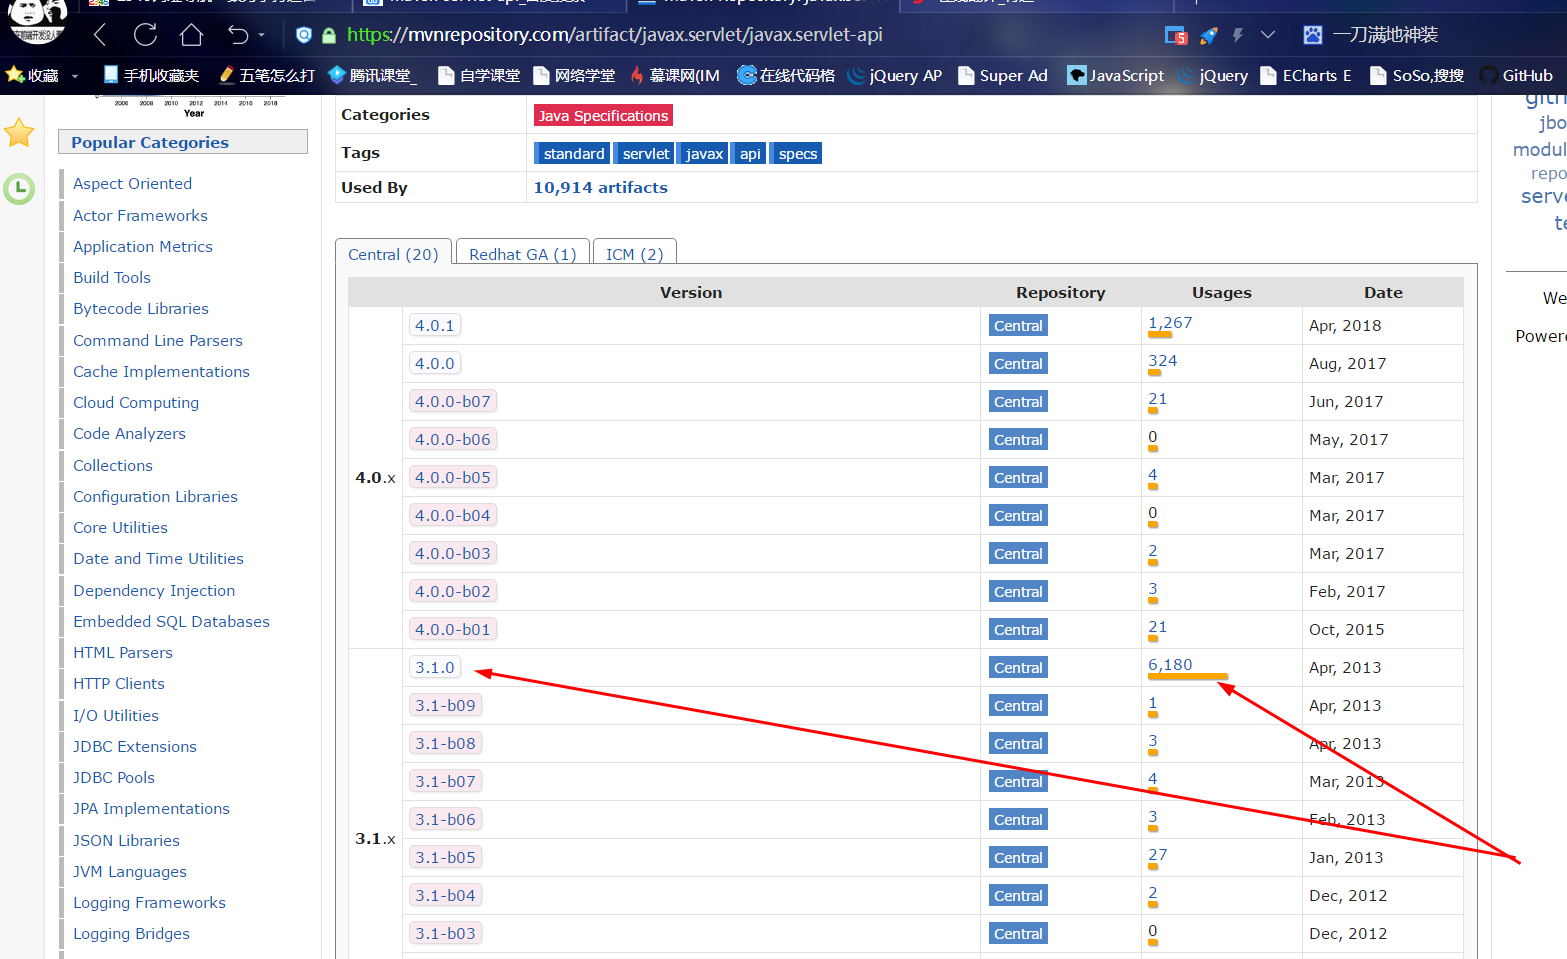 https://mvnrepository.com/artifact/javax.servlet/javax.servlet-api
5
一刀满地神装
收藏 手机收藏夹 五笔怎么打 腾讯课堂_ 自学课堂 网络学堂 慕课网(IM 在线代码格 jQuery AP Super Ad JavaScript jQuery ECharts E SoSo,搜搜 GitHub
2006 2008 2010 2012 2014 2016 2018
Year
Popular Categories
Aspect Oriented
Actor Frameworks
Application Metrics
Build Tools
Bytecode Libraries
Command Line Parsers
Cache Implementations
Cloud Computing
Code Analyzers
Collections
Configuration Libraries
Core Utilities
Date and Time Utilities
Dependency Injection
Embedded SQL Databases
HTML Parsers
HTTP Clients
I/O Utilities
JDBC Extensions
JDBC Pools
JPA Implementations
JSON Libraries
JVM Languages
Logging Frameworks
Logging Bridges
Categories Java Specifications
Tags standard servlet javax api specs
Used By 10,914 artifacts
Central (20) Redhat GA (1) ICM (2)
Version Repository Usages Date
4.0.x
4.0.1 Central 1,267 Apr, 2018
4.0.0 Central 324 Aug, 2017
4.0.0-b07 Central 21 Jun, 2017
4.0.0-b06 Central 0 May, 2017
4.0.0-b05 Central 4 Mar, 2017
4.0.0-b04 Central 0 Mar, 2017
4.0.0-b03 Central 2 Mar, 2017
4.0.0-b02 Central 3 Feb, 2017
4.0.0-b01 Central 21 Oct, 2015
3.1.x
3.1.0 Central 6,180 Apr, 2013
3.1-b09 Central 1 Apr, 2013
3.1-b08 Central 3 Apr, 2013
3.1-b07 Central 4 Mar, 2013
3.1-b06 Central 3 Feb, 2013
3.1-b05 Central 27 Jan, 2013
3.1-b04 Central 2 Dec, 2012
3.1-b03 Central 0 Dec, 2012
jbo
modul
repo
serve
te
We
Powere